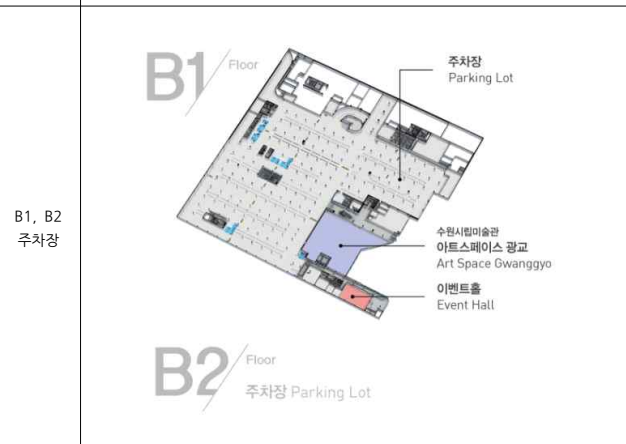 B1, B2
주차장
B1 Floor
주차장
Parking Lot
수원시립미술관
아트스페이스 광교
Art Space Gwanggyo
이벤트홀
Event Hall
B2 Floor
주차장 Parking Lot